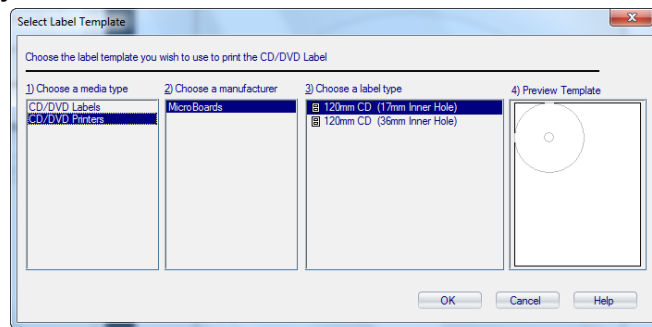 Select Label Template
Choose the label template you wish to use to print the CD/DVD Label
1) Choose a media type
2) Choose a manufacturer
3) Choose a label type
4) Preview Template
CD/DVD Labels
CD/DVD Printers
MicroBoards
120mm CD (17mm Inner Hole)
120mm CD (36mm Inner Hole)
OK
Cancel
Help